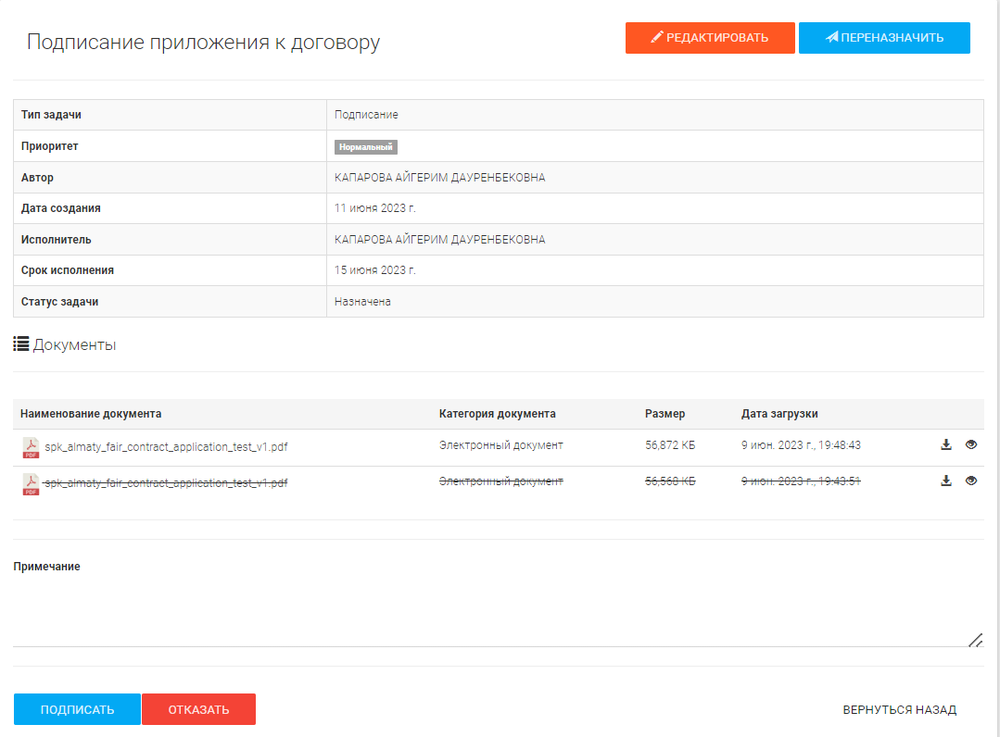 Подписание приложения к договору
РЕДАКТИРОВАТЬ
ПЕРЕНАЗНАЧИТЬ
Тип задачи Подписание
Приоритет Нормальный
Автор КАПАРОВА АЙГЕРИМ ДАУРЕНБЕКОВНА
Дата создания 11 июня 2023 г.
Исполнитель КАПАРОВА АЙГЕРИМ ДАУРЕНБЕКОВНА
Срок исполнения 15 июня 2023 г.
Статус задачи Назначена
Документы
Наименование документа Категория документа Размер Дата загрузки
PDF spk_almaty_fair_contract_application_test_v1.pdf Электронный документ 56,872 КБ 9 июн. 2023 г., 19:48:43
PDF spk_almaty_fair_contract_application_test_v1.pdf Электронный документ 56,568 КБ 9 июн. 2023 г., 19:43:51
Примечание
ПОДПИСАТЬ ОТКАЗАТЬ ВЕРНУТЬСЯ НАЗАД